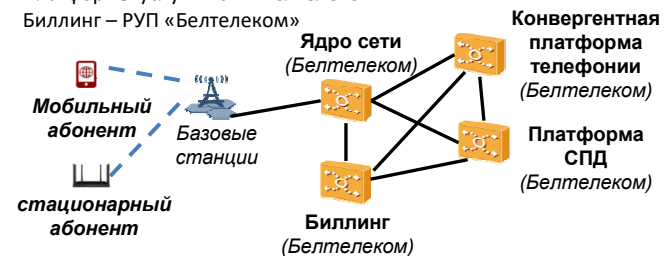 Биллинг – РУП «Белтелеком»
Ядро сети
(Белтелеком)
Конвергентная
платформа
телефонии
(Белтелеком)
Мобильный
абонент
Базовые
станции
Платформа
СПД
(Белтелеком)
стационарный
абонент
Биллинг
(Белтелеком)